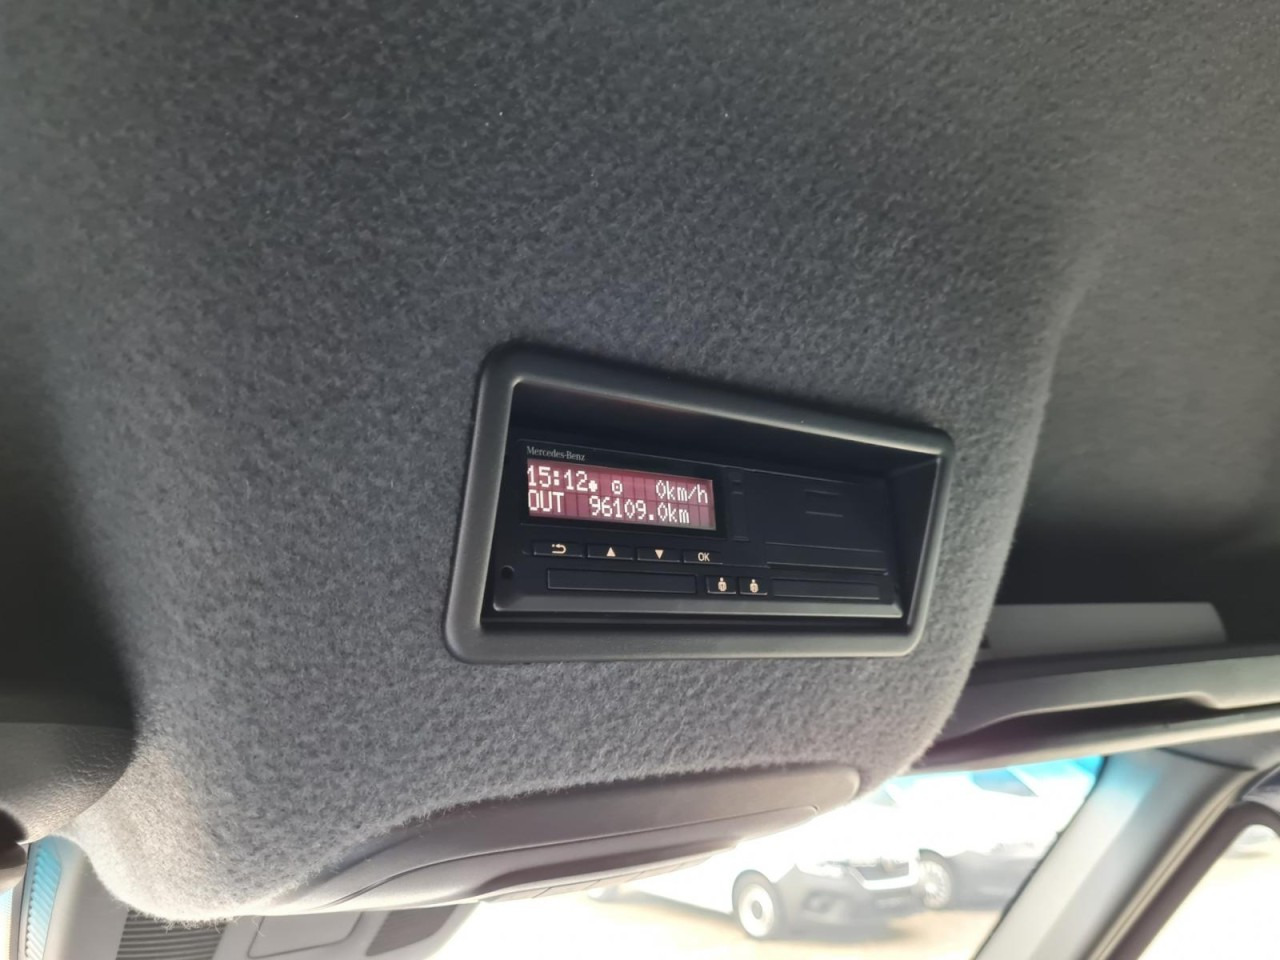 Mercedes-Benz
15:12 0km/h
OUT 96109.0km
OK